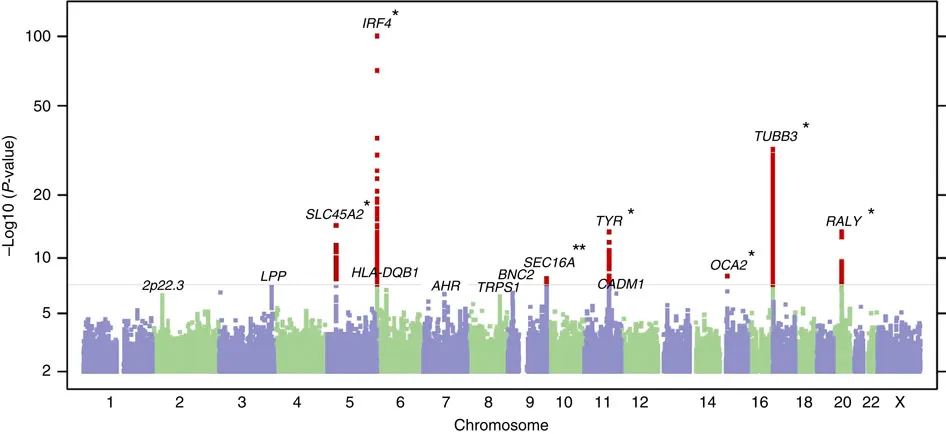 IRF4 *
100
50
TUBB3 *
20
SLC45A2 *
TYR *
RALY *
10
SEC16A **
OCA2 *
HLA-DQB1
BNC2
LPP
2p22.3
AHR
TRPS1
CADM1
5
2
–Log10 (P-value)
1 2 3 4 5 6 7 8 9 10 11 12 14 16 18 20 22 X
Chromosome